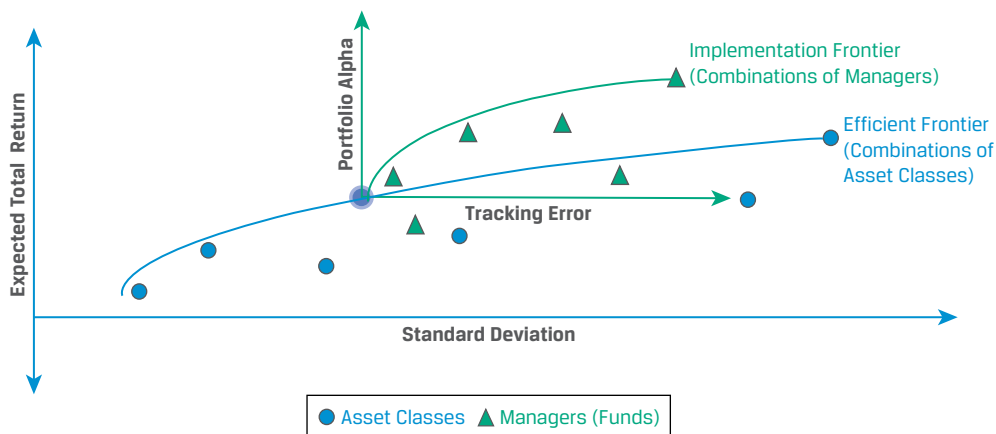 Implementation Frontier
(Combinations of Managers)
Portfolio Alpha
Efficient Frontier
(Combinations of
Asset Classes)
Expected Total Return
Tracking Error
Standard Deviation
Asset Classes
Managers (Funds)